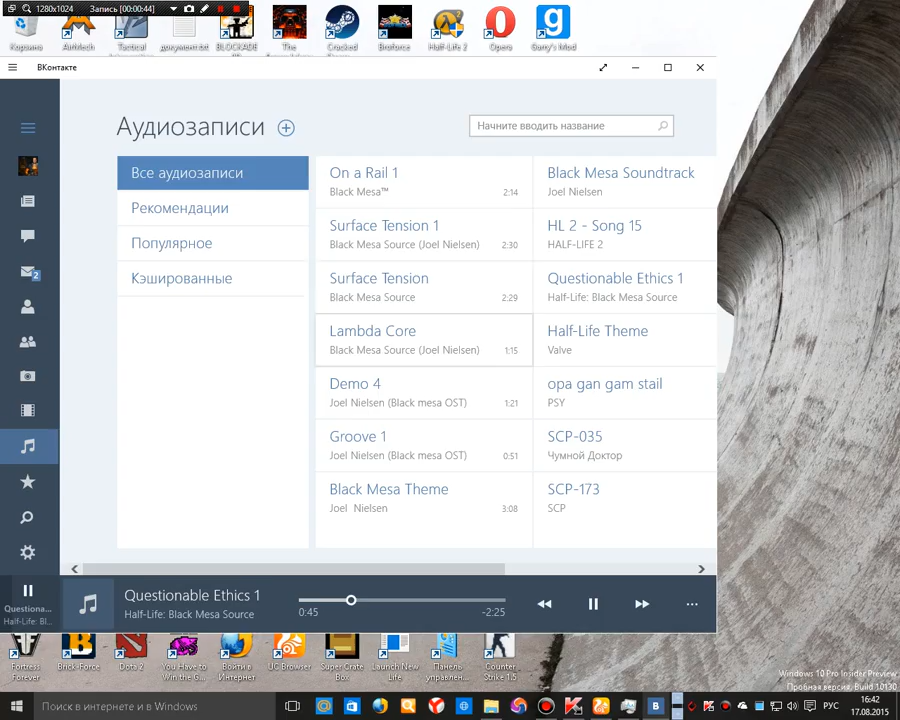 1280x1024 Запись [00:00:44]
Корзина
AirMech
Tactical
документ.txt
BLOCKADE
The
Cracked
Broforce
Half-Life 2
Opera
Garry's Mod
ВКонтакте
Аудиозаписи
Начните вводить название
Все аудиозаписи
Рекомендации
Популярное
Кэшированные
On a Rail 1
Black Mesa™ 2:14
Surface Tension 1
Black Mesa Source (Joel Nielsen) 2:30
Surface Tension
Black Mesa Source 2:29
Lambda Core
Black Mesa Source (Joel Nielsen) 1:15
Demo 4
Joel Nielsen (Black mesa OST) 1:21
Groove 1
Joel Nielsen (Black mesa OST) 0:51
Black Mesa Theme
Joel Nielsen 3:08
Black Mesa Soundtrack
Joel Nielsen
HL 2 - Song 15
HALF-LIFE 2
Questionable Ethics 1
Half-Life: Black Mesa Source
Half-Life Theme
Valve
opa gan gam stail
PSY
SCP-035
Чумной Доктор
SCP-173
SCP
2
Questiona...
Half-Life: Bl...
Questionable Ethics 1
Half-Life: Black Mesa Source
0:45
-2:25
Fortress
Forever
Brick-Force
Dota 2
You Have to
Win the G...
Войти в
Интернет
UC Browser
Super Crate
Box
Launch New
Life
Панель
управлен...
Counter
Strike 1.5
Windows 10 Pro Insider Preview
Пробная версия. Build 10130
Поиск в интернете и в Windows
РУС
16:42
17.08.2015